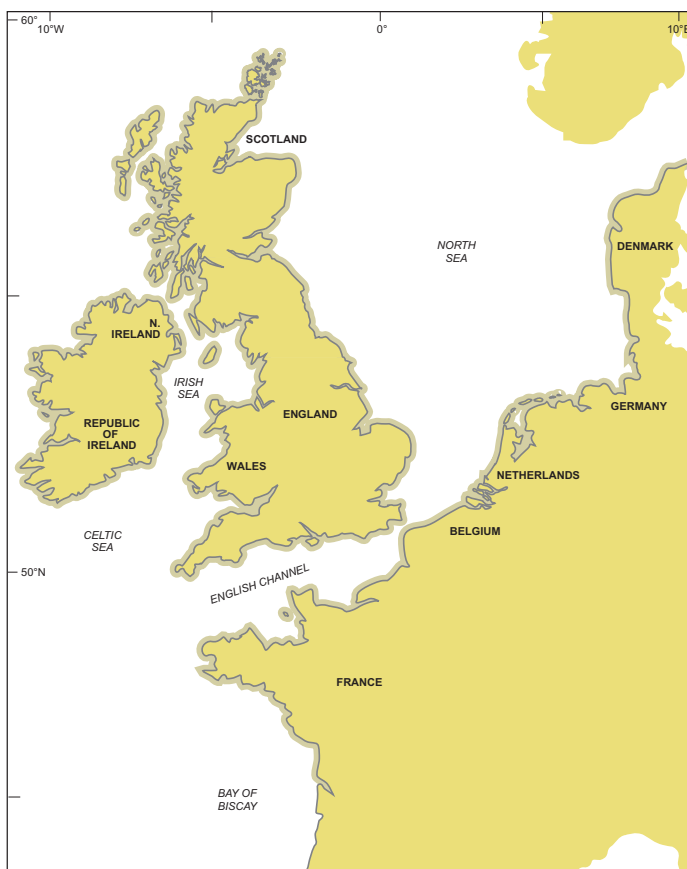 60°
10°W
0°
10°E
SCOTLAND
NORTH
SEA
DENMARK
N.
IRELAND
IRISH
SEA
GERMANY
ENGLAND
REPUBLIC
OF
IRELAND
WALES
NETHERLANDS
CELTIC
SEA
BELGIUM
50°N
ENGLISH CHANNEL
FRANCE
BAY OF
BISCAY